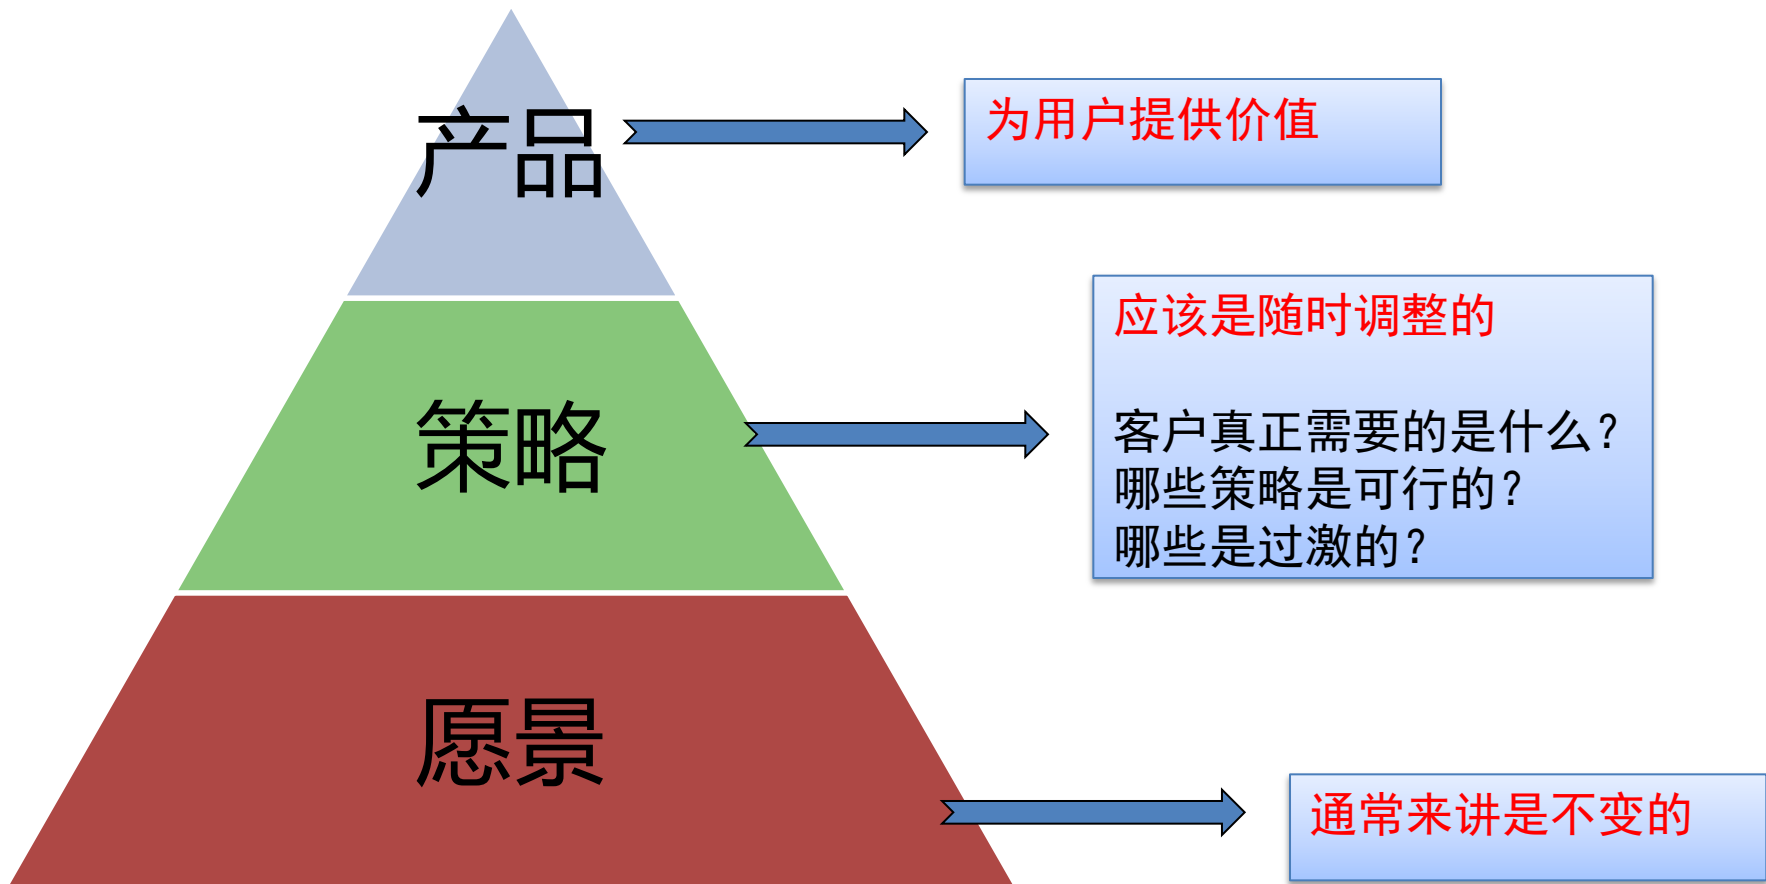 产品
为用户提供价值
策略
应该是随时调整的
客户真正需要的是什么？
哪些策略是可行的？
哪些是过激的？
愿景
通常来讲是不变的